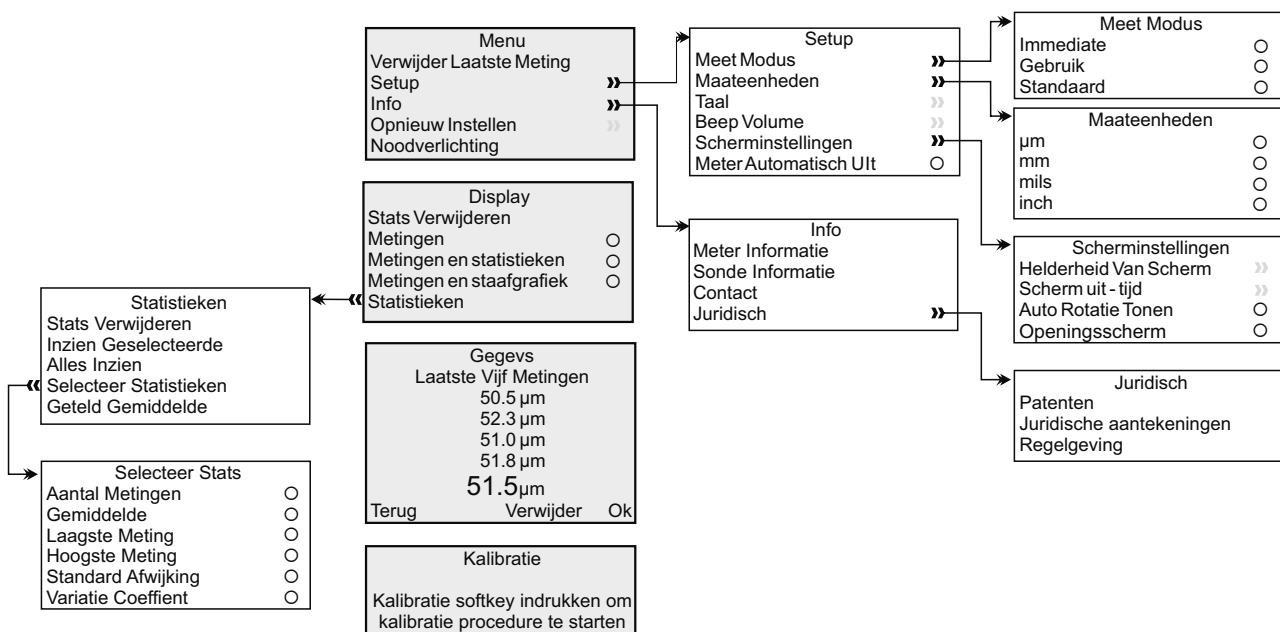 Menu
Verwijder Laatste Meting
Setup
Info
Opnieuw Instellen
Noodverlichting
Display
Stats Verwijderen
Metingen
Metingen en statistieken
Metingen en staafgrafiek
Statistieken
Statistieken
Stats Verwijderen
Inzien Geselecteerde
Alles Inzien
Selecteer Statistieken
Geteld Gemiddelde
Selecteer Stats
Aantal Metingen
Gemiddelde
Laagste Meting
Hoogste Meting
Standard Afwijking
Variatie Coeffient
Gegevs
Laatste Vijf Metingen
50.5 µm
52.3 µm
51.0 µm
51.8 µm
51.5µm
Terug Verwijder Ok
Kalibratie
Kalibratie softkey indrukken om
kalibratie procedure te starten
Setup
Meet Modus
Maateenheden
Taal
Beep Volume
Scherminstellingen
Meter Automatisch UIt
Info
Meter Informatie
Sonde Informatie
Contact
Juridisch
Meet Modus
Immediate
Gebruik
Standaard
Maateenheden
µm
mm
mils
inch
Scherminstellingen
Helderheid Van Scherm
Scherm uit - tijd
Auto Rotatie Tonen
Openingsscherm
Juridisch
Patenten
Juridische aantekeningen
Regelgeving